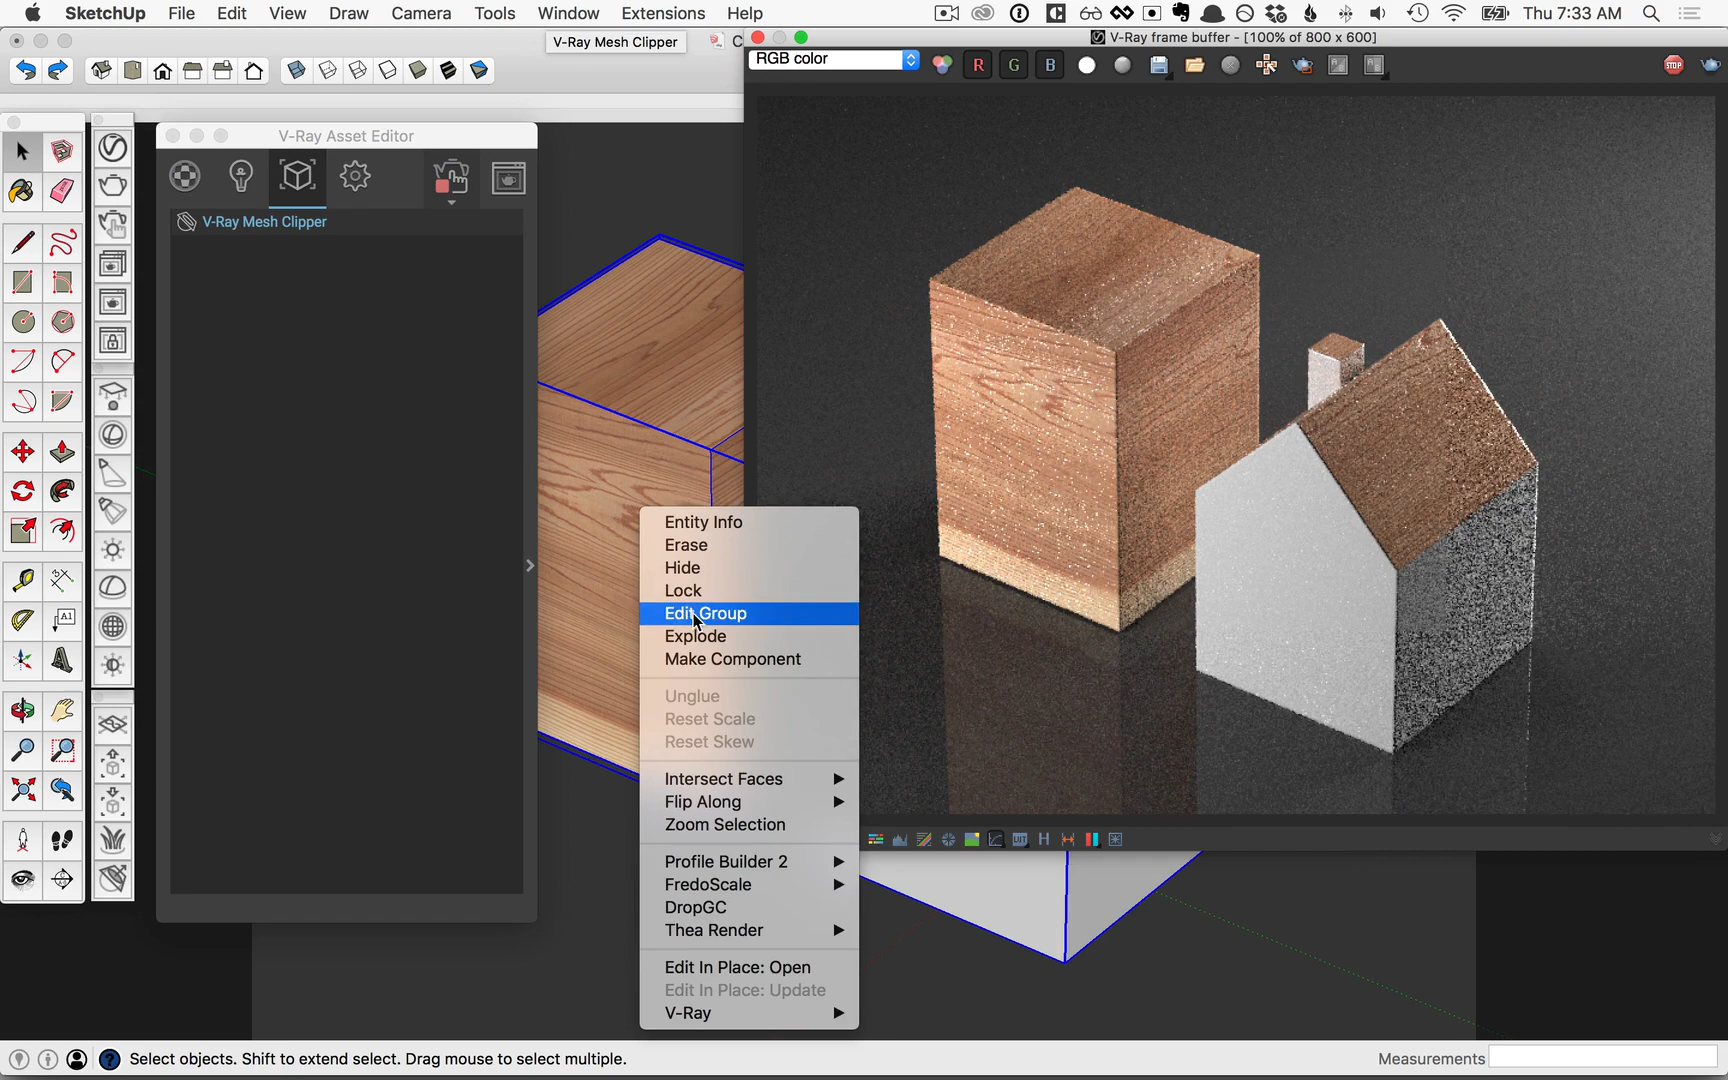 SketchUp File Edit View Draw Camera Tools Window Extensions Help Thu 7:33 AM
V-Ray Mesh Clipper
V-Ray frame buffer - [100% of 800 x 600]
RGB color R G B STOP
V-Ray Asset Editor
V-Ray Mesh Clipper
Entity Info
Erase
Hide
Lock
Edit Group
Explode
Make Component
Unglue
Reset Scale
Reset Skew
Intersect Faces
Flip Along
Zoom Selection
Profile Builder 2
FredoScale
DropGC
Thea Render
Edit In Place: Open
Edit In Place: Update
V-Ray
LUT H
A1
Select objects. Shift to extend select. Drag mouse to select multiple.
Measurements